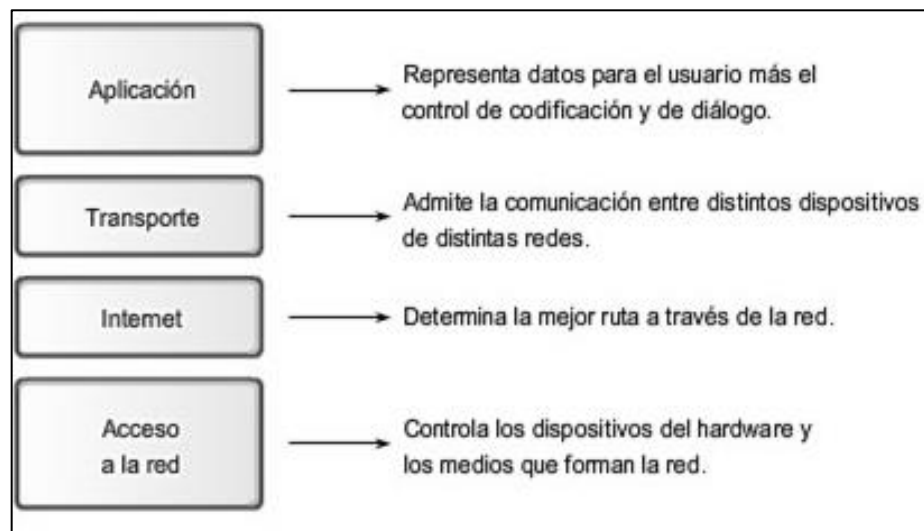 Aplicación
Representa datos para el usuario más el
control de codificación y de diálogo.
Transporte
Admite la comunicación entre distintos dispositivos
de distintas redes.
Internet
Determina la mejor ruta a través de la red.
Acceso
a la red
Controla los dispositivos del hardware y
los medios que forman la red.